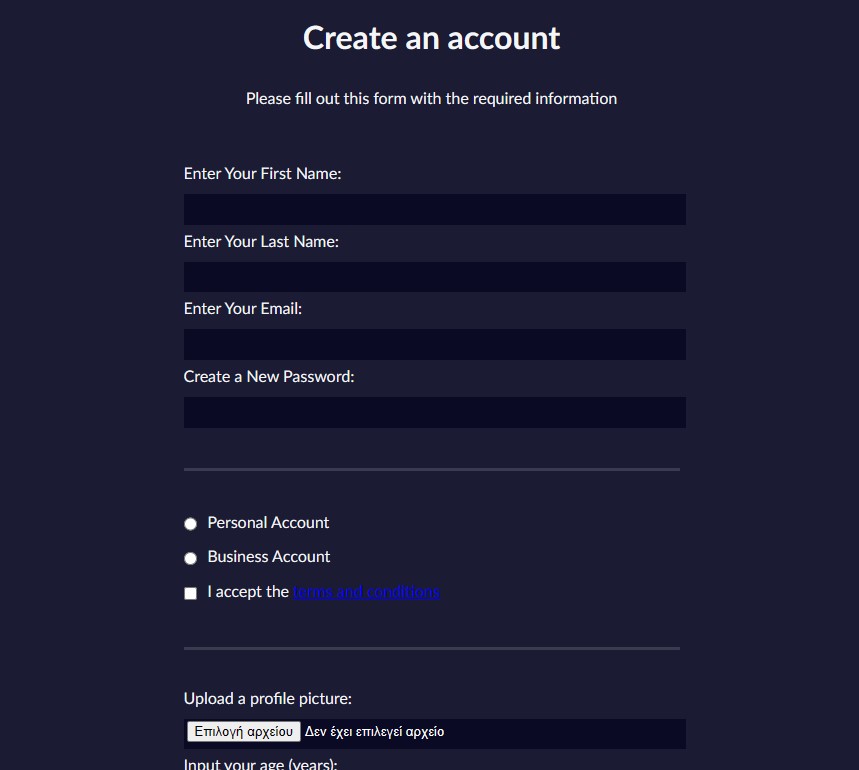 Create an account
Please fill out this form with the required information
Enter Your First Name:
Enter Your Last Name:
Enter Your Email:
Create a New Password:
Personal Account
Business Account
I accept the terms and conditions
Upload a profile picture:
Επιλογή αρχείου Δεν έχει επιλεγεί αρχείο
Input your age (years):